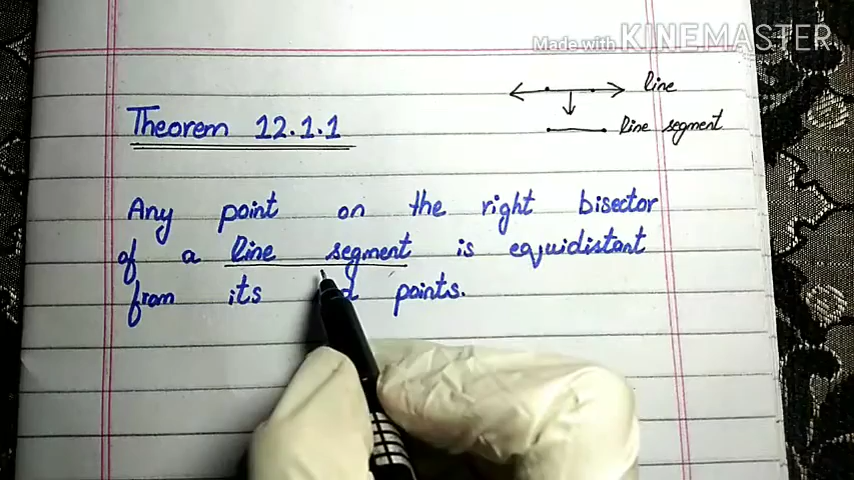 Made with KINEMASTER
line
Theorem 12.1.1
line segment
Any point on the right bisector
of a line segment is equidistant
from its points.